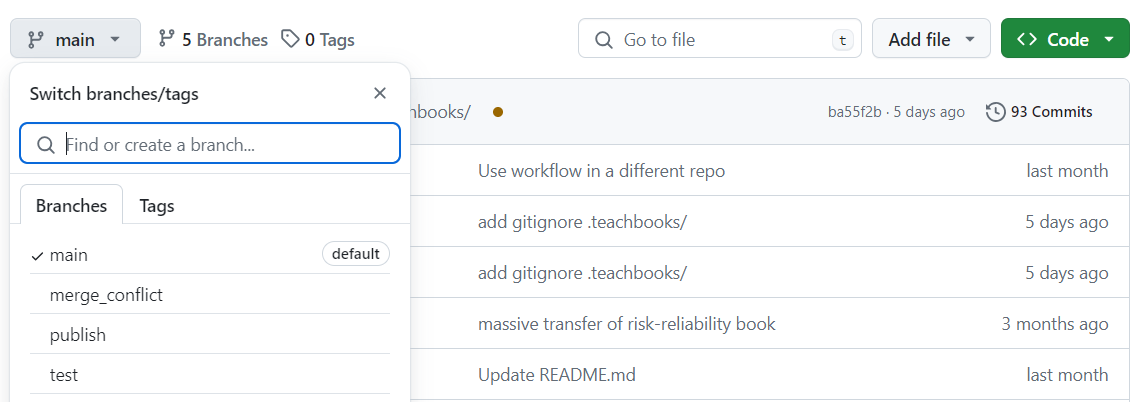 main
5 Branches
0 Tags
Go to file
t
Add file
Code
Switch branches/tags
Find or create a branch...
Branches
Tags
main
default
merge_conflict
publish
test
hbooks/
ba55f2b · 5 days ago
93 Commits
Use workflow in a different repo
last month
add gitignore .teachbooks/
5 days ago
add gitignore .teachbooks/
5 days ago
massive transfer of risk-reliability book
3 months ago
Update README.md
last month